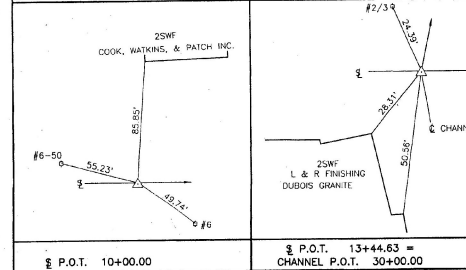 2SWF
COOK, WATKINS, & PATCH INC.
85.85'
#6-50
55.23'
℄
49.74'
#6
℄ P.O.T. 10+00.00
#2/3
24.39'
℄
28.31'
℄ CHANN
50.56'
2SWF
L & R FINISHING
DUBOIS GRANITE
℄ P.O.T. 13+44.63 =
CHANNEL P.O.T. 30+00.00